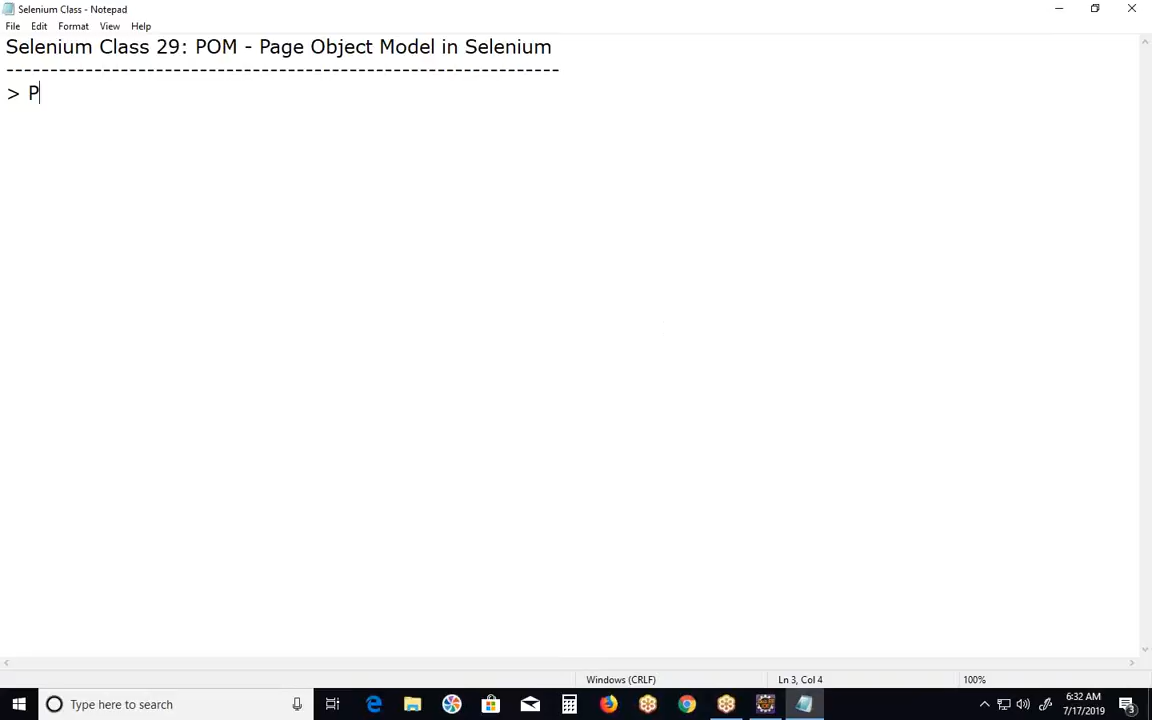 Selenium Class - Notepad
File Edit Format View Help
Selenium Class 29: POM - Page Object Model in Selenium
---------------------------------------------------------------
> P
Windows (CRLF) Ln 3, Col 4 100%
Type here to search
6:32 AM
7/17/2019
3